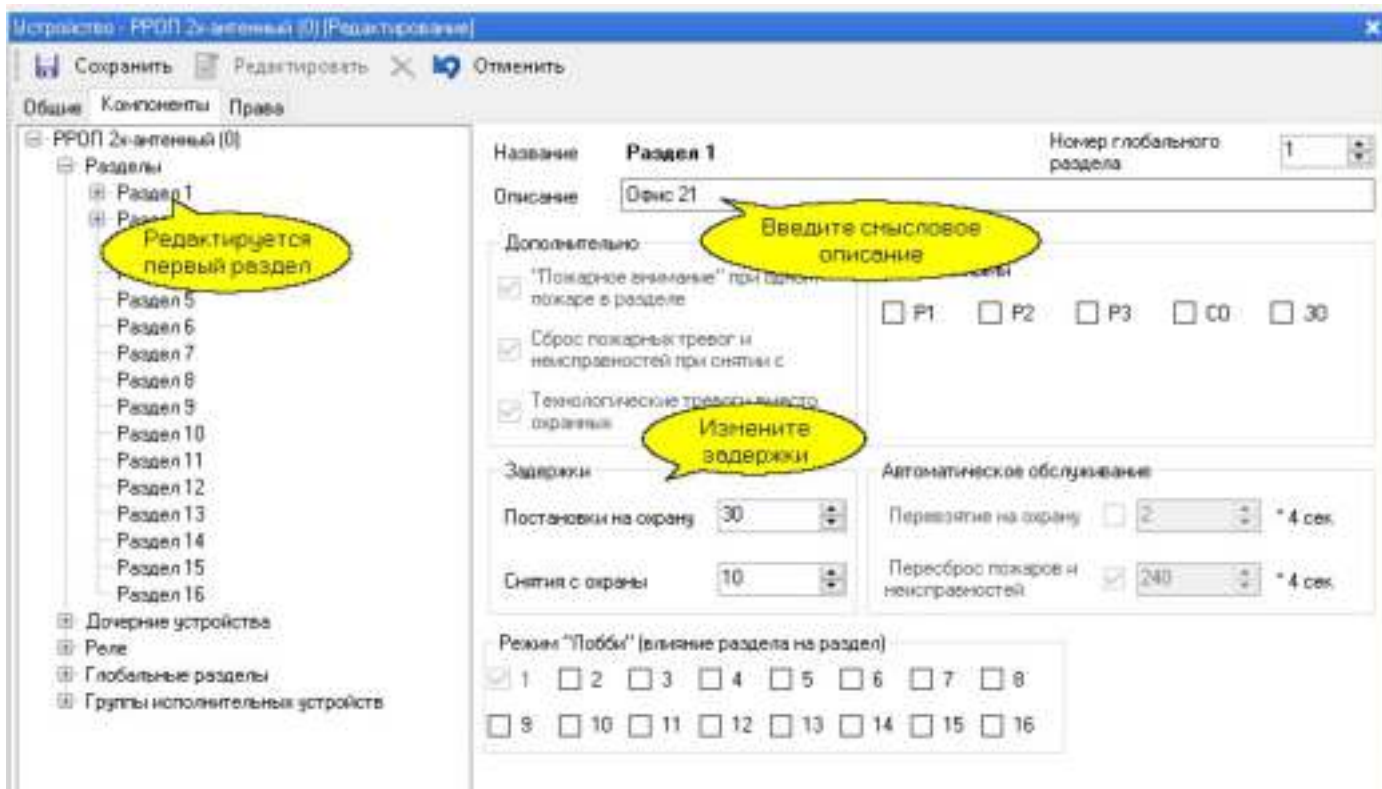 Устройство - РРОП 2х-антенный (0) [Редактирование]
Сохранить Редактировать Отменить
Общие Компоненты Права
РРОП 2х-антенный (0)
Разделы
Раздел 1
Редактируется
первый раздел
Раздел 5
Раздел 6
Раздел 7
Раздел 8
Раздел 9
Раздел 10
Раздел 11
Раздел 12
Раздел 13
Раздел 14
Раздел 15
Раздел 16
Дочерние устройства
Реле
Глобальные разделы
Группы исполнительных устройств
Название Раздел 1
Номер глобального
раздела
1
Описание Офис 21
Введите смысловое
описание
Дополнительно
"Пожарное внимание" при одном
пожаре в разделе
Сброс пожарных тревог и
неисправностей при снятии с
Технологические тревоги вместо
охранных
Р1 Р2 Р3 СО ЗО
Измените
задержки
Задержки
Постановки на охрану 30
Снятия с охраны 10
Автоматическое обслуживание
Перевзятие на охрану 2 * 4 сек.
Пересброс пожаров и
неисправностей
240 * 4 сек.
Режим "Лобби" (влияние раздела на раздел)
1 2 3 4 5 6 7 8
9 10 11 12 13 14 15 16